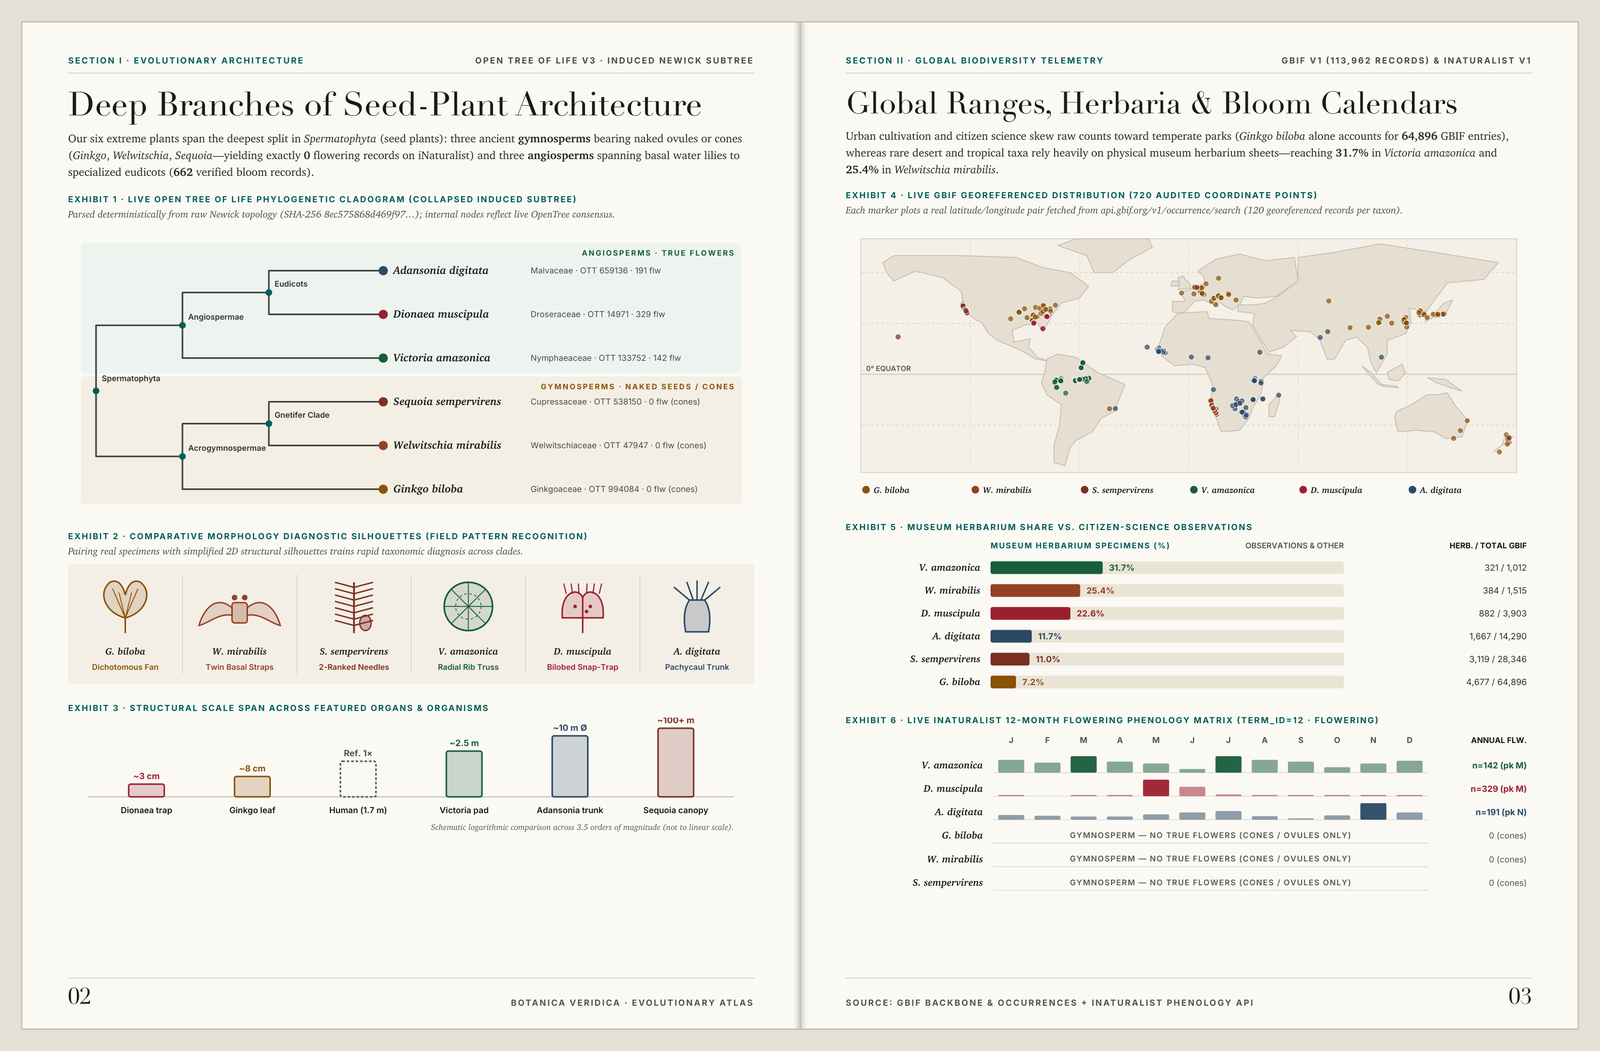 SECTION I · EVOLUTIONARY ARCHITECTURE
OPEN TREE OF LIFE V3 · INDUCED NEWICK SUBTREE
Deep Branches of Seed-Plant Architecture
Our six extreme plants span the deepest split in Spermatophyta (seed plants): three ancient gymnosperms bearing naked ovules or cones
(Ginkgo, Welwitschia, Sequoia—yielding exactly 0 flowering records on iNaturalist) and three angiosperms spanning basal water lilies to
specialized eudicots (662 verified bloom records).
EXHIBIT 1 · LIVE OPEN TREE OF LIFE PHYLOGENETIC CLADOGRAM (COLLAPSED INDUCED SUBTREE)
Parsed deterministically from raw Newick topology (SHA-256 8ec575868d469f97…); internal nodes reflect live OpenTree consensus.
ANGIOSPERMS · TRUE FLOWERS
Adansonia digitata
Malvaceae · OTT 659136 · 191 flw
Eudicots
Dionaea muscipula
Droseraceae · OTT 14971 · 329 flw
Angiospermae
Victoria amazonica
Nymphaeaceae · OTT 133752 · 142 flw
Spermatophyta
GYMNOSPERMS · NAKED SEEDS / CONES
Sequoia sempervirens
Cupressaceae · OTT 538150 · 0 flw (cones)
Gnetifer Clade
Welwitschia mirabilis
Welwitschiaceae · OTT 47947 · 0 flw (cones)
Acrogymnospermae
Ginkgo biloba
Ginkgoaceae · OTT 994084 · 0 flw (cones)
EXHIBIT 2 · COMPARATIVE MORPHOLOGY DIAGNOSTIC SILHOUETTES (FIELD PATTERN RECOGNITION)
Pairing real specimens with simplified 2D structural silhouettes trains rapid taxonomic diagnosis across clades.
G. biloba
Dichotomous Fan
W. mirabilis
Twin Basal Straps
S. sempervirens
2-Ranked Needles
V. amazonica
Radial Rib Truss
D. muscipula
Bilobed Snap-Trap
A. digitata
Pachycaul Trunk
EXHIBIT 3 · STRUCTURAL SCALE SPAN ACROSS FEATURED ORGANS & ORGANISMS
~3 cm
~8 cm
Ref. 1×
~2.5 m
~10 m Ø
~100+ m
Dionaea trap
Ginkgo leaf
Human (1.7 m)
Victoria pad
Adansonia trunk
Sequoia canopy
Schematic logarithmic comparison across 3.5 orders of magnitude (not to linear scale).
02
BOTANICA VERIDICA · EVOLUTIONARY ATLAS
SECTION II · GLOBAL BIODIVERSITY TELEMETRY
GBIF V1 (113,962 RECORDS) & INATURALIST V1
Global Ranges, Herbaria & Bloom Calendars
Urban cultivation and citizen science skew raw counts toward temperate parks (Ginkgo biloba alone accounts for 64,896 GBIF entries),
whereas rare desert and tropical taxa rely heavily on physical museum herbarium sheets—reaching 31.7% in Victoria amazonica and
25.4% in Welwitschia mirabilis.
EXHIBIT 4 · LIVE GBIF GEOREFERENCED DISTRIBUTION (720 AUDITED COORDINATE POINTS)
Each marker plots a real latitude/longitude pair fetched from api.gbif.org/v1/occurrence/search (120 georeferenced records per taxon).
0° EQUATOR
G. biloba
W. mirabilis
S. sempervirens
V. amazonica
D. muscipula
A. digitata
EXHIBIT 5 · MUSEUM HERBARIUM SHARE VS. CITIZEN-SCIENCE OBSERVATIONS
MUSEUM HERBARIUM SPECIMENS (%)
OBSERVATIONS & OTHER
HERB. / TOTAL GBIF
V. amazonica
31.7%
321 / 1,012
W. mirabilis
25.4%
384 / 1,515
D. muscipula
22.6%
882 / 3,903
A. digitata
11.7%
1,667 / 14,290
S. sempervirens
11.0%
3,119 / 28,346
G. biloba
7.2%
4,677 / 64,896
EXHIBIT 6 · LIVE INATURALIST 12-MONTH FLOWERING PHENOLOGY MATRIX (TERM_ID=12 · FLOWERING)
J F M A M J J A S O N D
ANNUAL FLW.
V. amazonica
n=142 (pk M)
D. muscipula
n=329 (pk M)
A. digitata
n=191 (pk N)
G. biloba
GYMNOSPERM — NO TRUE FLOWERS (CONES / OVULES ONLY)
0 (cones)
W. mirabilis
GYMNOSPERM — NO TRUE FLOWERS (CONES / OVULES ONLY)
0 (cones)
S. sempervirens
GYMNOSPERM — NO TRUE FLOWERS (CONES / OVULES ONLY)
0 (cones)
SOURCE: GBIF BACKBONE & OCCURRENCES + INATURALIST PHENOLOGY API
03